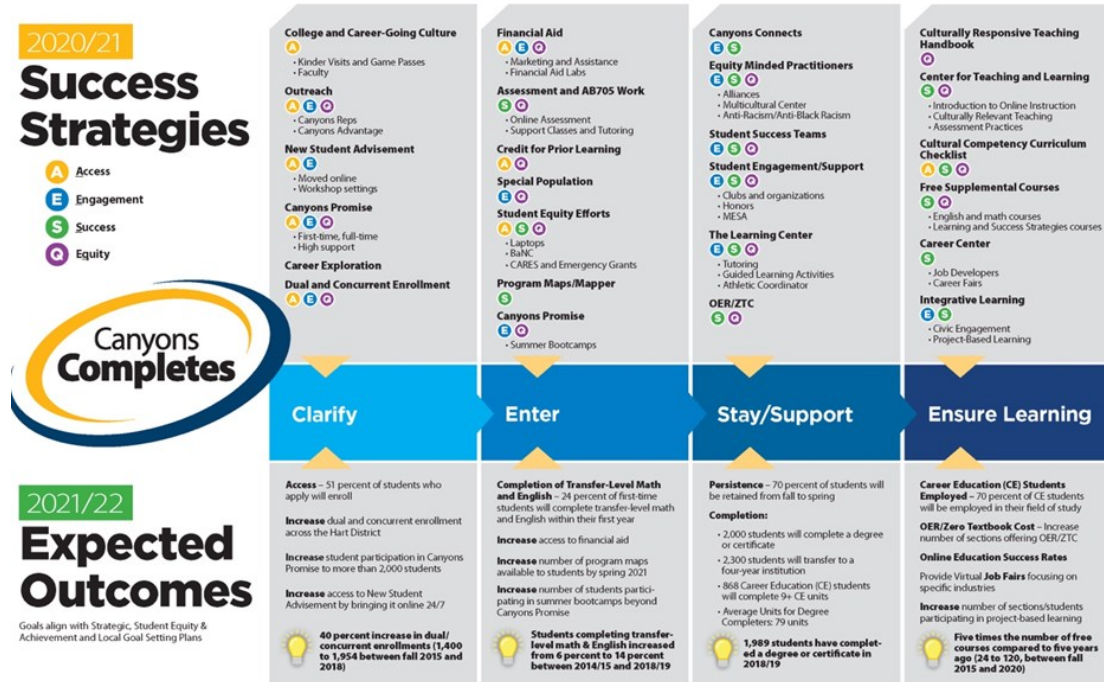 2020/21
Success
Strategies
A Access
E Engagement
S Success
Q Equity
Canyons
Completes
College and Career-Going Culture
A
• Kinder Visits and Game Passes
• Faculty
Outreach
A E Q
• Canyons Reps
• Canyons Advantage
New Student Advisement
A E
• Moved online
• Workshop settings
Canyons Promise
A E Q
• First-time, full-time
• High support
Career Exploration
Dual and Concurrent Enrollment
A E Q
Financial Aid
A E Q
• Marketing and Assistance
• Financial Aid Labs
Assessment and AB705 Work
S Q
• Online Assessment
• Support Classes and Tutoring
Credit for Prior Learning
A Q
Special Population
E Q
Student Equity Efforts
A S Q
• Laptops
• BaNC
• CARES and Emergency Grants
Program Maps/Mapper
S
Canyons Promise
E Q
• Summer Bootcamps
Canyons Connects
E S
Equity Minded Practitioners
E S Q
• Alliances
• Multicultural Center
• Anti-Racism/Anti-Black Racism
Student Success Teams
E S Q
Student Engagement/Support
E S Q
• Clubs and organizations
• Honors
• MESA
The Learning Center
E S Q
• Tutoring
• Guided Learning Activities
• Athletic Coordinator
OER/ZTC
S Q
Culturally Responsive Teaching
Handbook
Q
Center for Teaching and Learning
S Q
• Introduction to Online Instruction
• Culturally Relevant Teaching
• Assessment Practices
Cultural Competency Curriculum
Checklist
A S Q
Free Supplemental Courses
S Q
• English and math courses
• Learning and Success Strategies courses
Career Center
S
• Job Developers
• Career Fairs
Integrative Learning
E S
• Civic Engagement
• Project-Based Learning
Clarify
Enter
Stay/Support
Ensure Learning
2021/22
Expected
Outcomes
Goals align with Strategic, Student Equity &
Achievement and Local Goal Setting Plans
Access – 51 percent of students who
apply will enroll
Increase dual and concurrent enrollment
across the Hart District
Increase student participation in Canyons
Promise to more than 2,000 students
Increase access to New Student
Advisement by bringing it online 24/7
40 percent increase in dual/
concurrent enrollments (1,400
to 1,954 between fall 2015 and
2018)
Completion of Transfer-Level Math
and English – 24 percent of first-time
students will complete transfer-level math
and English within their first year
Increase access to financial aid
Increase number of program maps
available to students by spring 2021
Increase number of students partici-
pating in summer bootcamps beyond
Canyons Promise
Students completing transfer-
level math & English increased
from 6 percent to 14 percent
between 2014/15 and 2018/19
Persistence – 70 percent of students will
be retained from fall to spring
Completion:
• 2,000 students will complete a degree
or certificate
• 2,300 students will transfer to a
four-year institution
• 868 Career Education (CE) students
will complete 9+ CE units
• Average Units for Degree
Completers: 79 units
1,989 students have complet-
ed a degree or certificate in
2018/19
Career Education (CE) Students
Employed – 70 percent of CE students
will be employed in their field of study
OER/Zero Textbook Cost – Increase
number of sections offering OER/ZTC
Online Education Success Rates
Provide Virtual Job Fairs focusing on
specific industries
Increase number of sections/students
participating in project-based learning
Five times the number of free
courses compared to five years
ago (24 to 120, between fall
2015 and 2020)